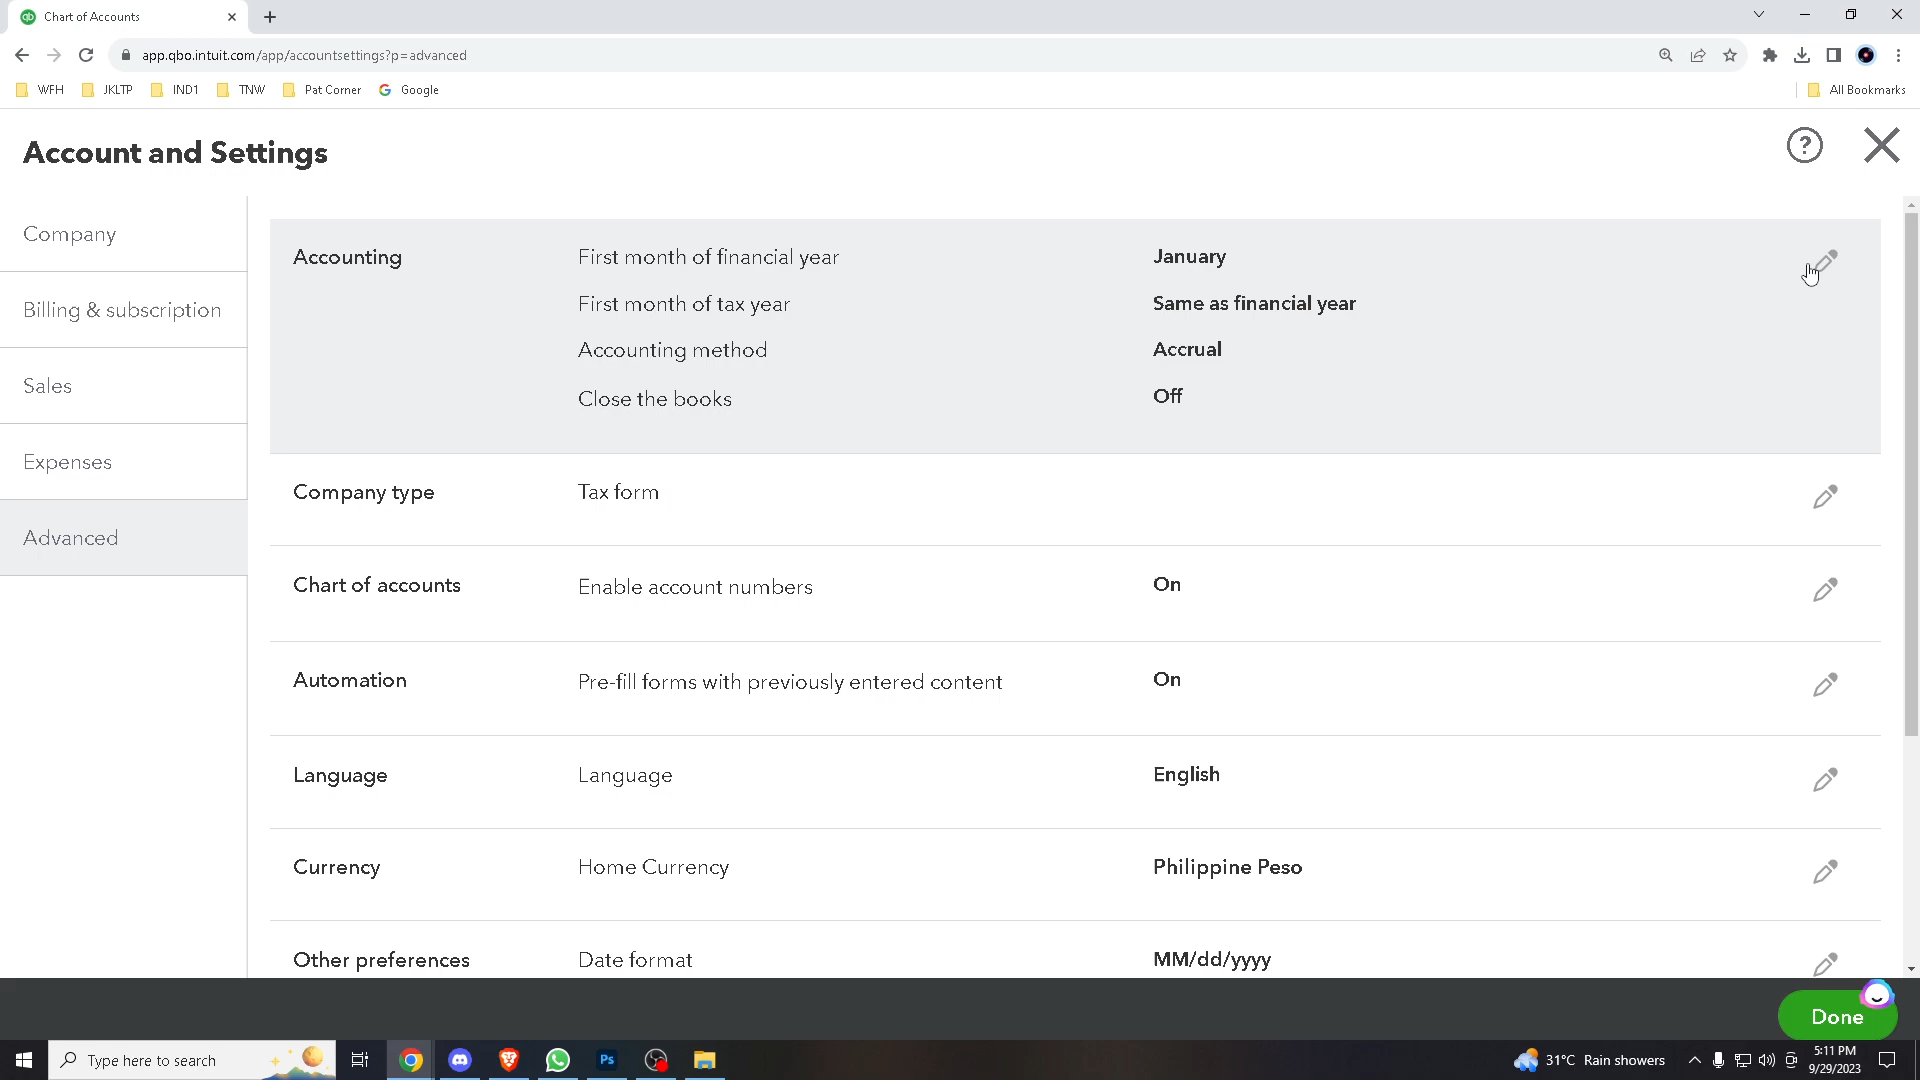 Chart of Accounts
app.qbo.intuit.com/app/accountsettings?p=advanced
WFH JKLTP IND1 TNW Pat Corner Google All Bookmarks
Account and Settings
Company
Billing & subscription
Sales
Expenses
Advanced
Accounting First month of financial year January
First month of tax year Same as financial year
Accounting method Accrual
Close the books Off
Company type Tax form
Chart of accounts Enable account numbers On
Automation Pre-fill forms with previously entered content On
Language Language English
Currency Home Currency Philippine Peso
Other preferences Date format MM/dd/yyyy
Done
Type here to search
Ps
31°C Rain showers
5:11 PM
9/29/2023